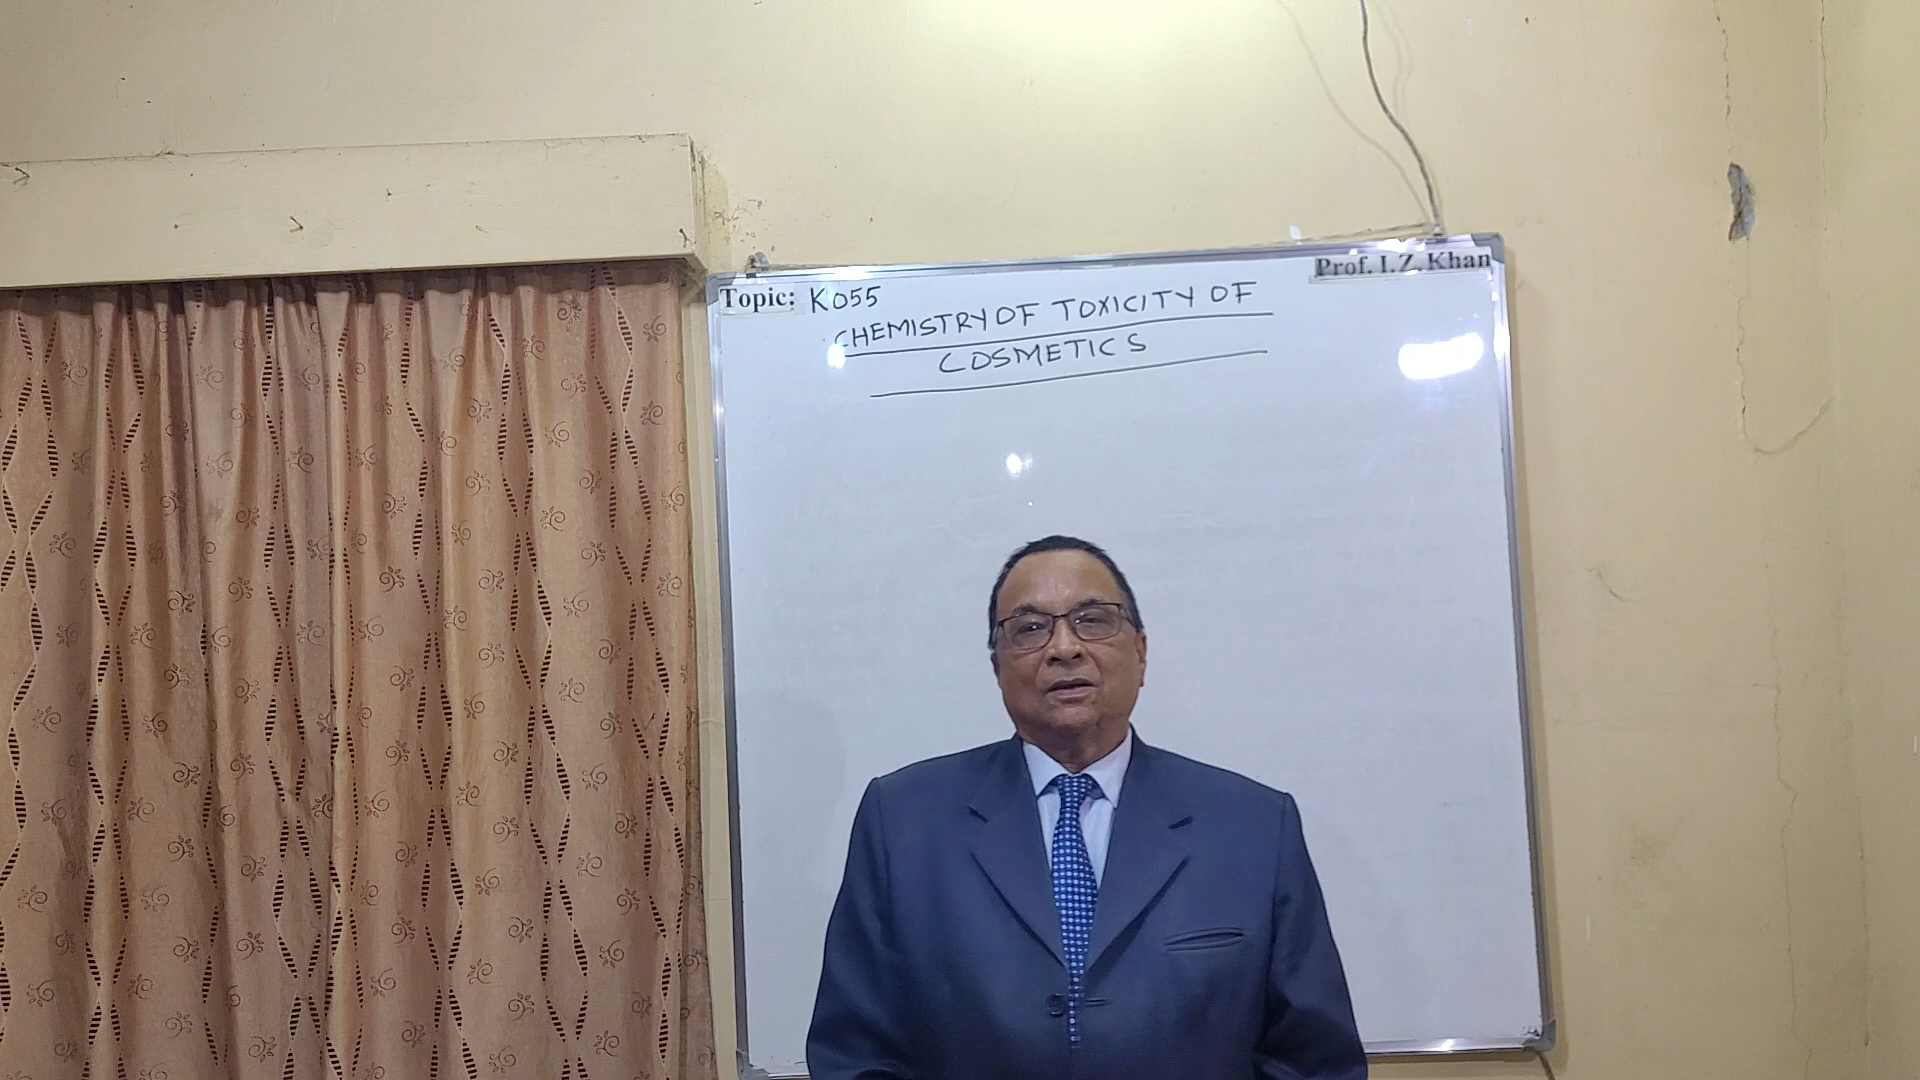 Prof. I.Z. Khan
Topic: K055
CHEMISTRY OF TOXICITY OF
COSMETICS